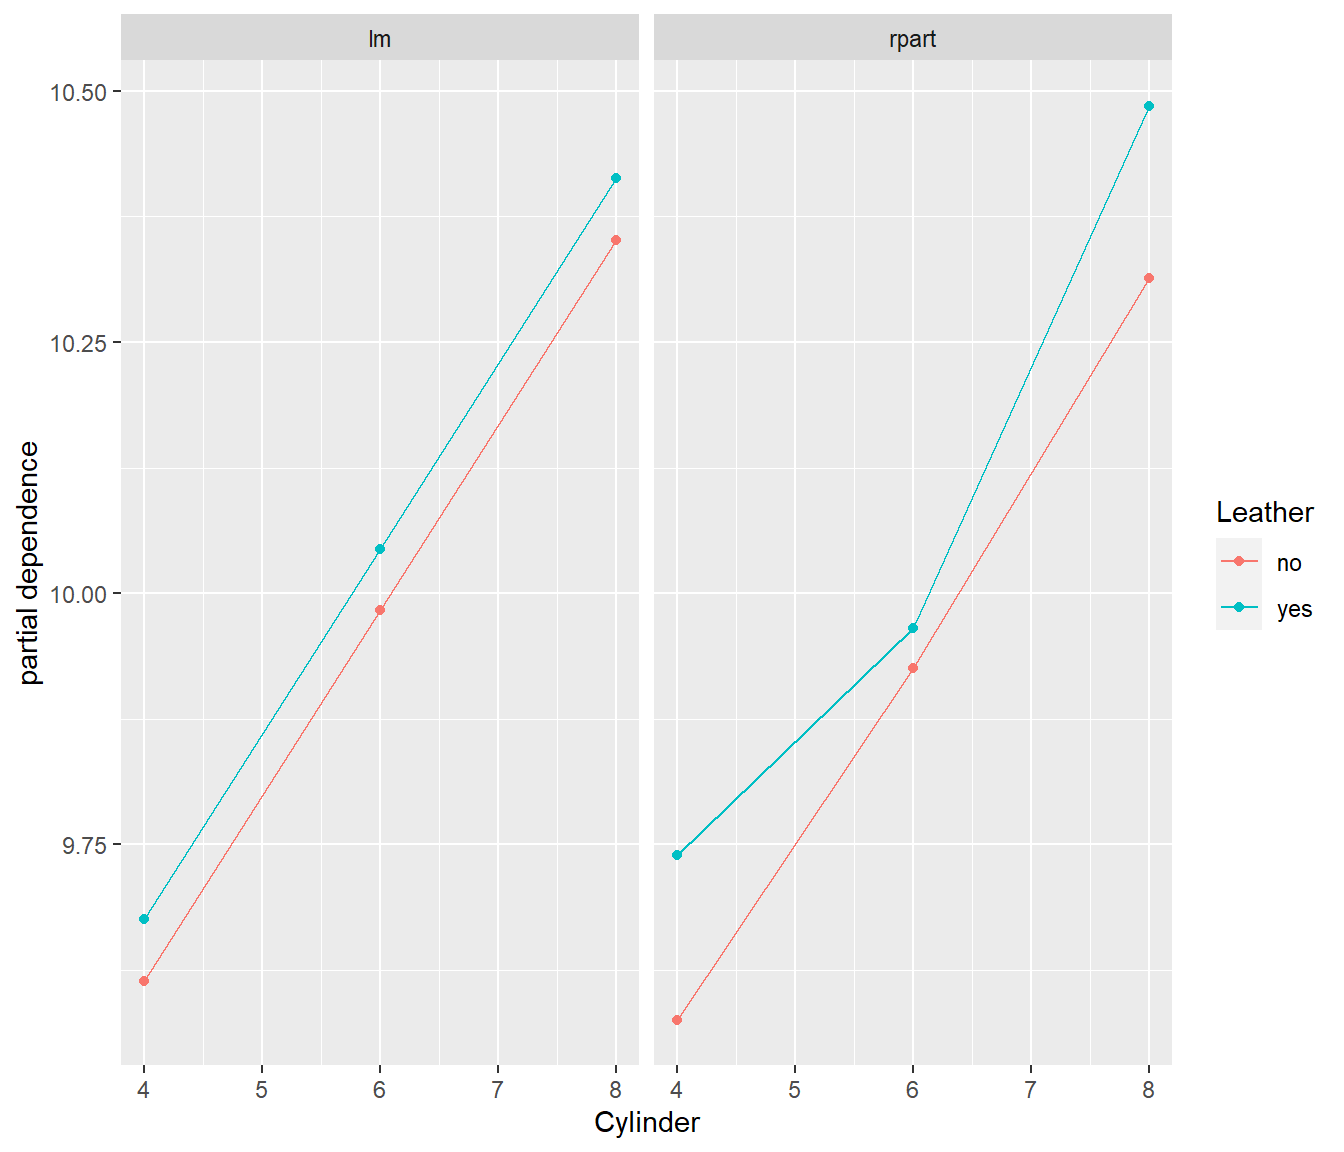 lm
rpart
10.50
10.25
10.00
9.75
partial dependence
4 5 6 7 8
4 5 6 7 8
Cylinder
Leather
no
yes